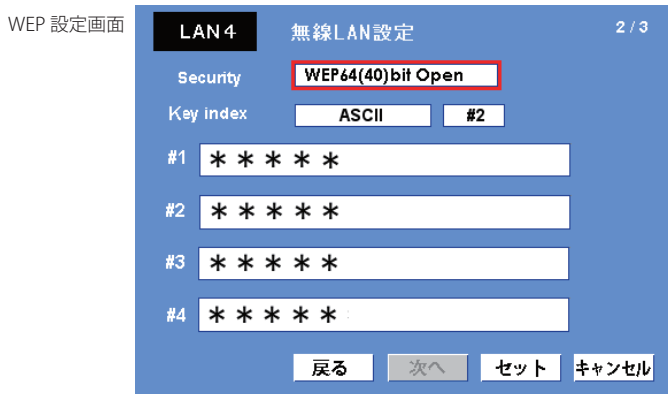 WEP 設定画面
LAN 4 無線LAN設定 2/3
Security WEP64(40)bit Open
Key index ASCII #2
#1 *****
#2 *****
#3 *****
#4 *****
戻る 次へ セット キャンセル